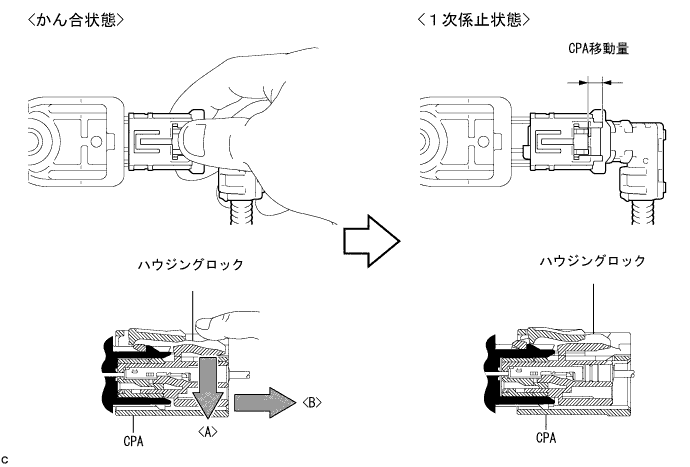 <かん合状態>
<1次係止状態>
CPA移動量
ハウジングロック
ハウジングロック
<A>
<B>
CPA
CPA
c